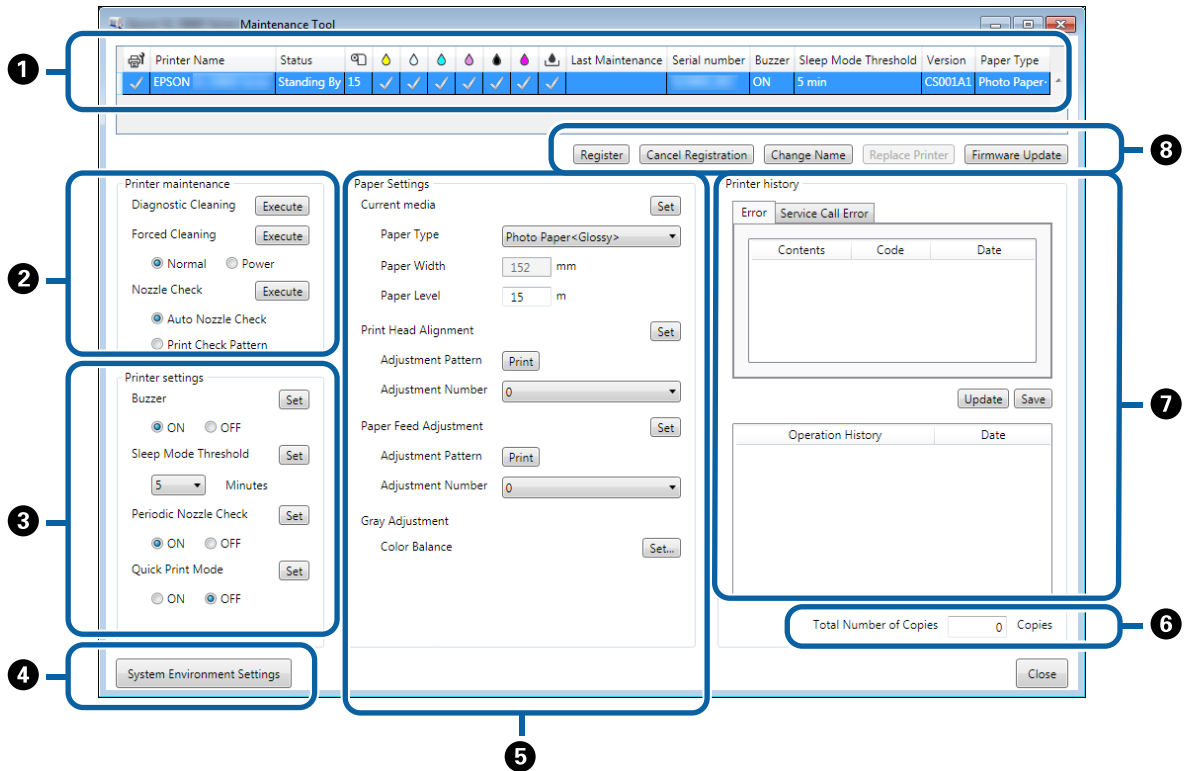 Maintenance Tool
1
Printer Name Status Last Maintenance Serial number Buzzer Sleep Mode Threshold Version Paper Type
EPSON Standing By 15 ON 5 min CS001A1 Photo Paper
Register Cancel Registration Change Name Replace Printer Firmware Update
8
Printer maintenance
Diagnostic Cleaning Execute
Forced Cleaning Execute
Normal Power
2
Nozzle Check Execute
Auto Nozzle Check
Print Check Pattern
Printer settings
Buzzer Set
ON OFF
Sleep Mode Threshold Set
5 Minutes
3
Periodic Nozzle Check Set
ON OFF
Quick Print Mode Set
ON OFF
4
System Environment Settings
Paper Settings
Current media Set
Paper Type Photo Paper<Glossy>
Paper Width 152 mm
Paper Level 15 m
Print Head Alignment Set
Adjustment Pattern Print
Adjustment Number 0
Paper Feed Adjustment Set
Adjustment Pattern Print
Adjustment Number 0
Gray Adjustment
Color Balance Set...
5
Printer history
Error Service Call Error
Contents Code Date
Update Save
7
Operation History Date
Total Number of Copies 0 Copies
6
Close